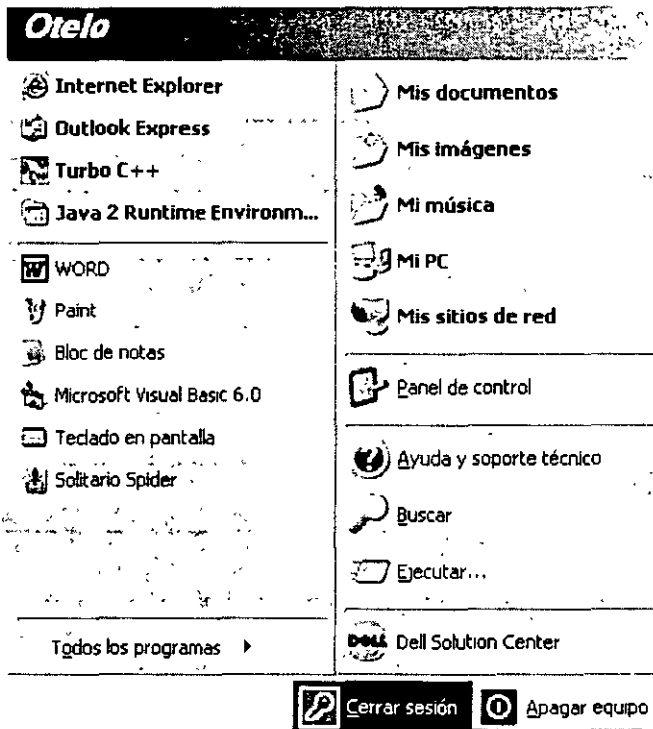 Otelo
Internet Explorer
Outlook Express
Turbo C++
Java 2 Runtime Environm...
WORD
Paint
Bloc de notas
Microsoft Visual Basic 6.0
Teclado en pantalla
Solitario Spider
Todos los programas
Mis documentos
Mis imágenes
Mi música
Mi PC
Mis sitios de red
Panel de control
Ayuda y soporte técnico
Buscar
Ejecutar...
DELL Dell Solution Center
Cerrar sesión
Apagar equipo